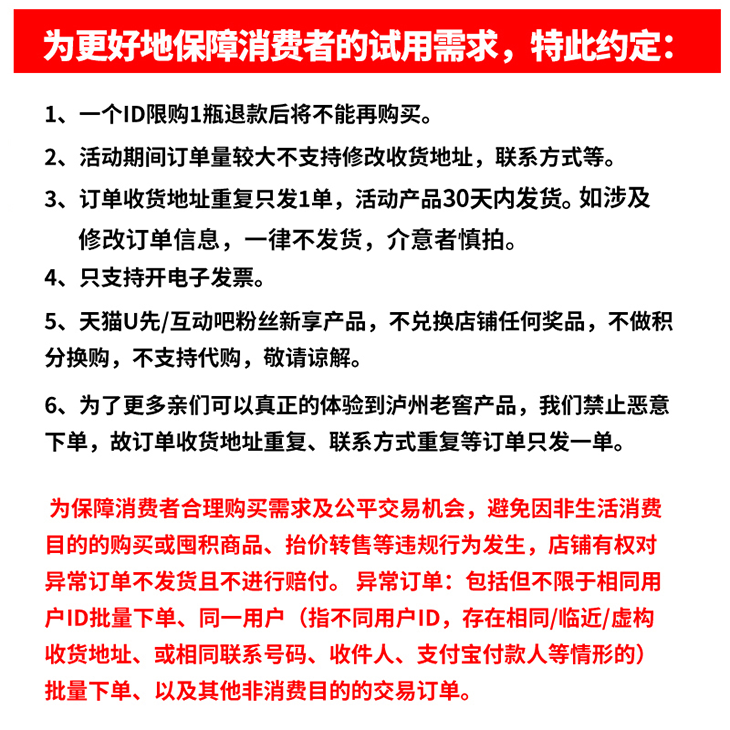 为更好地保障消费者的试用需求，特此约定：
1、一个ID限购1瓶退款后将不能再购买。
2、活动期间订单量较大不支持修改收货地址，联系方式等。
3、订单收货地址重复只发1单，活动产品30天内发货。如涉及
修改订单信息，一律不发货，介意者慎拍。
4、只支持开电子发票。
5、天猫U先/互动吧粉丝新享产品，不兑换店铺任何奖品，不做积
分换购，不支持代购，敬请谅解。
6、为了更多亲们可以真正的体验到泸州老窖产品，我们禁止恶意
下单，故订单收货地址重复、联系方式重复等订单只发一单。
为保障消费者合理购买需求及公平交易机会，避免因非生活消费
目的的购买或囤积商品、抬价转售等违规行为发生，店铺有权对
异常订单不发货且不进行赔付。 异常订单：包括但不限于相同用
户ID批量下单、同一用户（指不同用户ID，存在相同/临近/虚构
收货地址、或相同联系号码、收件人、支付宝付款人等情形的）
批量下单、以及其他非消费目的的交易订单。